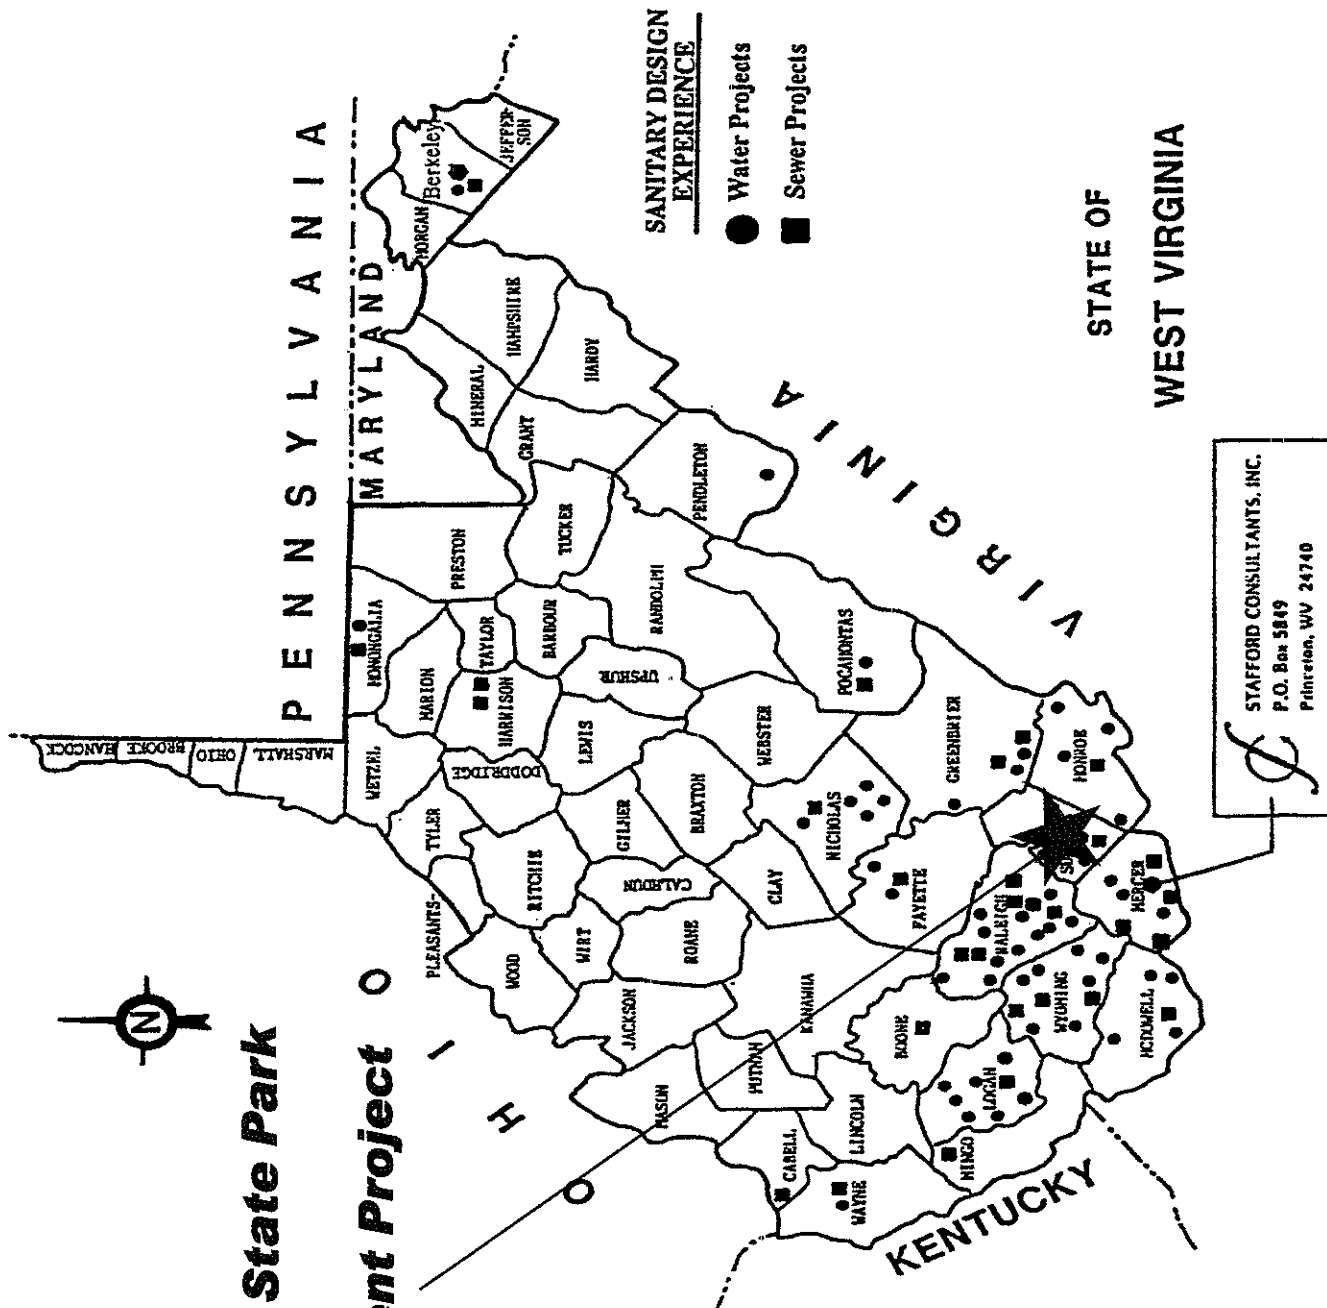 State Park
ent Project
N
PENNSYLVANIA
MARYLAND
OHIO
VIRGINIA
KENTUCKY
HANCOCK
BROOKE
OHIO
MARSHALL
WETZEL
MONONGALIA
MARION
PRESTON
TAYLOR
HARRISON
BARBOUR
TUCKER
TYLER
PLEASANTS-
DODDRIDGE
RITCHIE
WOOD
WIRT
CALHOUN
GILMER
LEWIS
UPSHUR
RANDOLPH
GRANT
MINERAL
HAMPSHIRE
HARDY
MORGAN
Berkeley
JEFFER-
SON
PENDLETON
POCAHONTAS
WEBSTER
BRAXTON
CLAY
ROANE
JACKSON
MASON
PUTNAM
KANAWHA
CABELL
WAYNE
LINCOLN
BOONE
MINGO
LOGAN
NICHOLAS
FAYETTE
GREENBRIER
MONROE
SU
RALEIGH
WYOMING
MERCER
MCDOWELL
SANITARY DESIGN
EXPERIENCE
Water Projects
Sewer Projects
STATE OF
WEST VIRGINIA
STAFFORD CONSULTANTS, INC.
P.O. Box 5849
Princeton, WV 24740